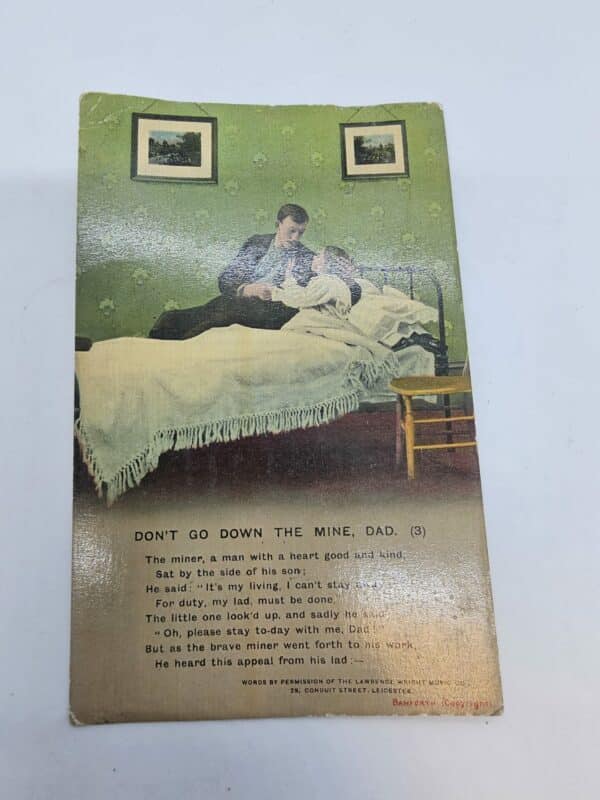 DON'T GO DOWN THE MINE, DAD. (3)
The miner, a man with a heart good and kind,
Sat by the side of his son;
He said: "It's my living, I can't stay away
For duty, my lad, must be done.
The little one look'd up, and sadly he said
"Oh, please stay to-day with me, Dad!"
But as the brave miner went forth to his work,
He heard this appeal from his lad:—
WORDS BY PERMISSION OF THE LAWRENCE WRIGHT MUSIC CO.,
29, CONDUIT STREET, LEICESTER.
BAMFORTH (Copyright)